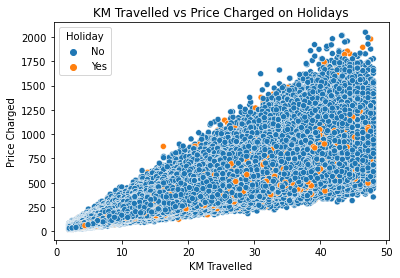 KM Travelled vs Price Charged on Holidays
Holiday
No
Yes
Price Charged
2000
1750
1500
1250
1000
750
500
250
0
0 10 20 30 40 50
KM Travelled